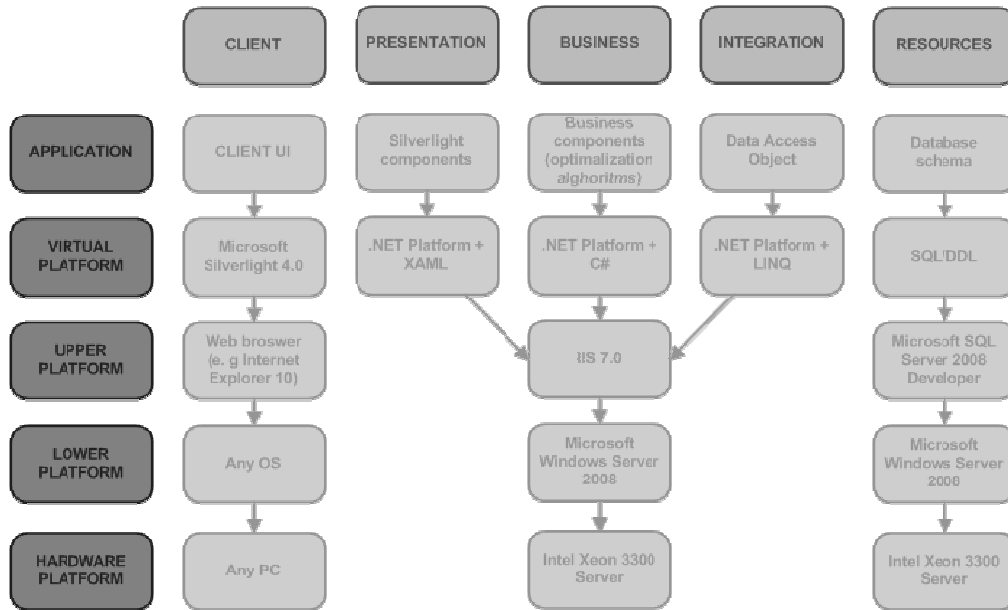 CLIENT
PRESENTATION
BUSINESS
INTEGRATION
RESOURCES
APPLICATION
CLIENT UI
Silverlight
components
Business
components
(optimalization
alghoritms)
Data Access
Object
Database
schema
VIRTUAL
PLATFORM
Microsoft
Silverlight 4.0
.NET Platform +
XAML
.NET Platform +
C#
.NET Platform +
LINQ
SQL/DDL
UPPER
PLATFORM
Web broswer
(e. g Internet
Explorer 10)
IIS 7.0
Microsoft SQL
Server 2008
Developer
LOWER
PLATFORM
Any OS
Microsoft
Windows Server
2008
Microsoft
Windows Server
2008
HARDWARE
PLATFORM
Any PC
Intel Xeon 3300
Server
Intel Xeon 3300
Server